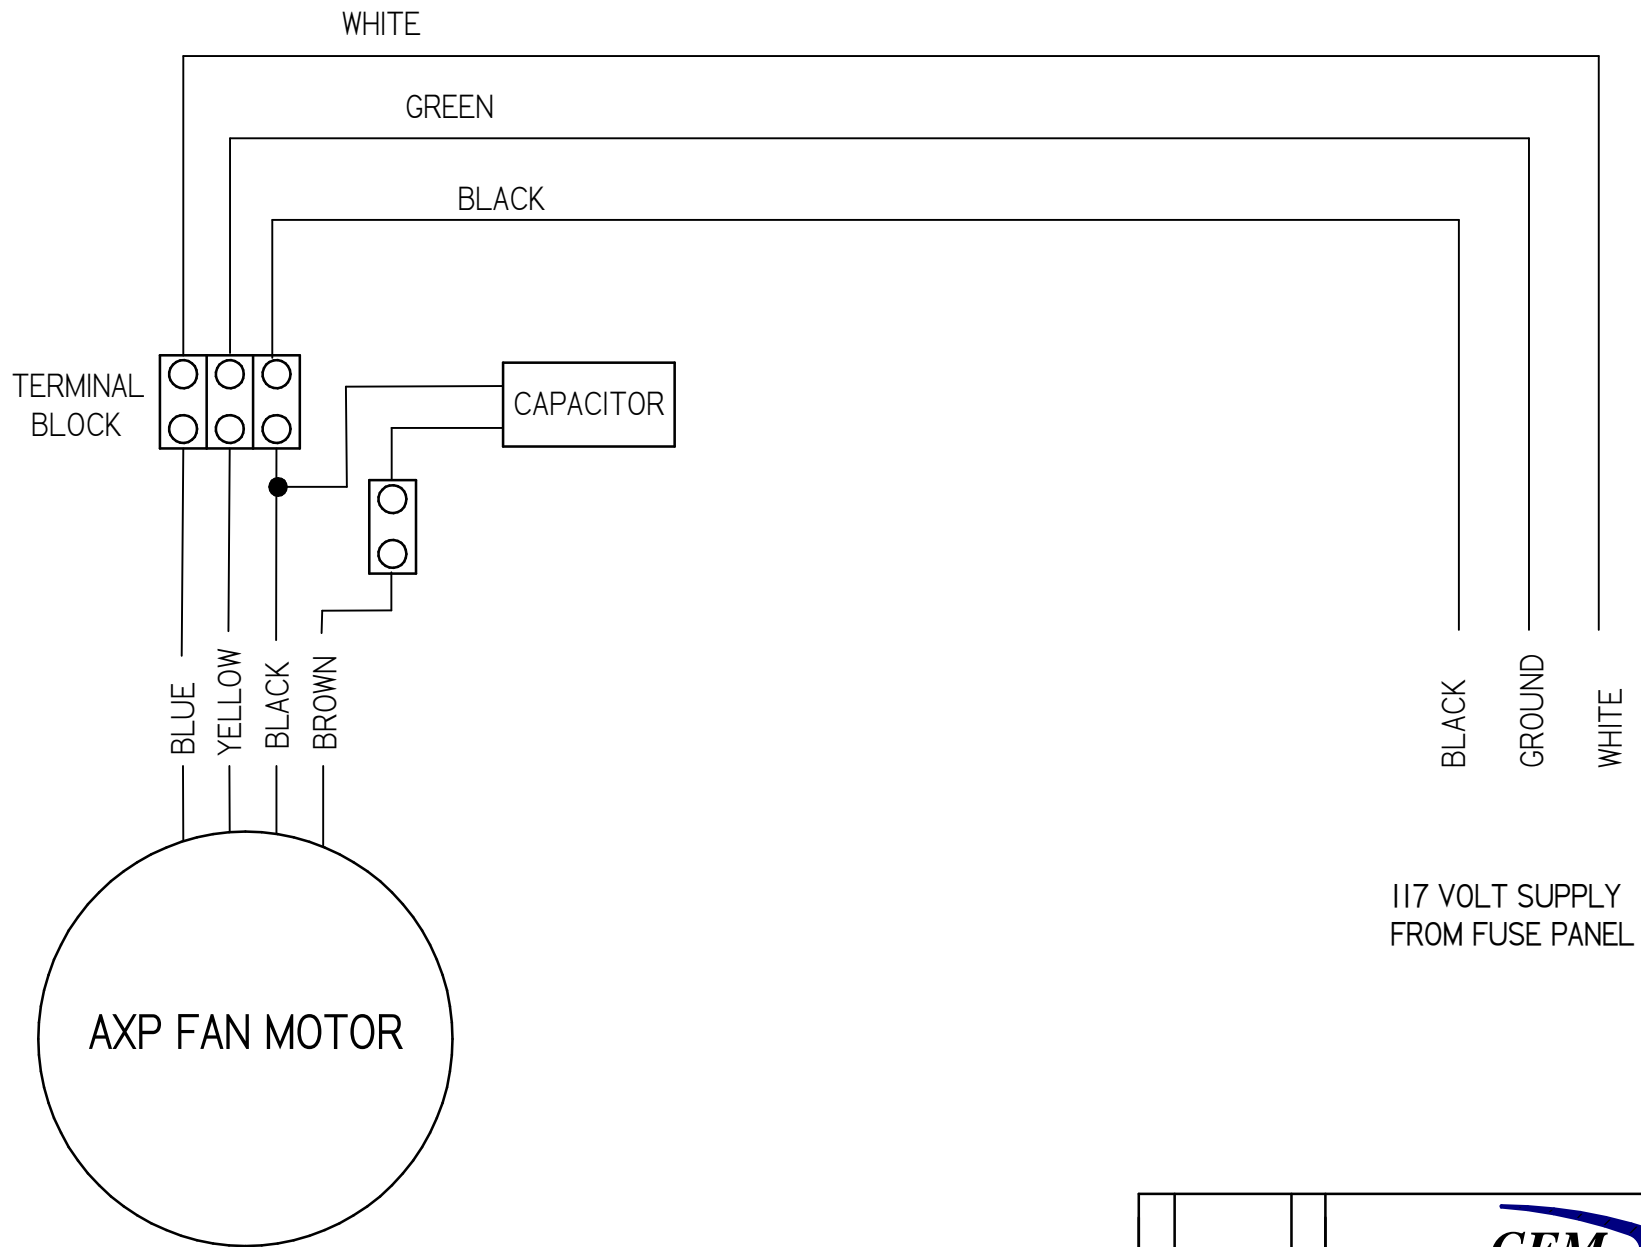 WHITE
GREEN
BLACK
TERMINAL
BLOCK
CAPACITOR
BLUE
YELLOW
BLACK
BROWN
BLACK
GROUND
WHITE
117 VOLT SUPPLY
FROM FUSE PANEL
AXP FAN MOTOR